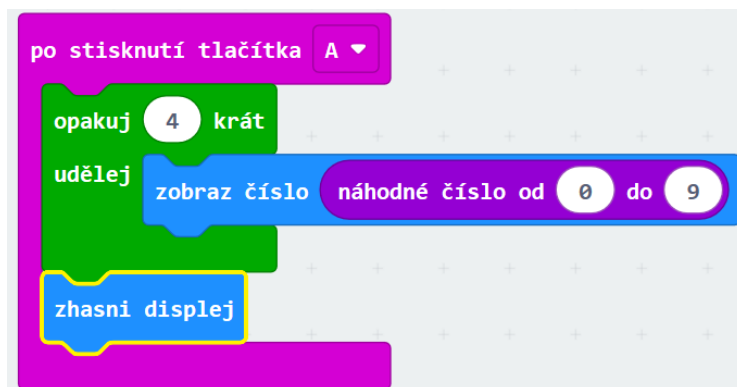 po stisknutí tlačítka A
opakuj 4 krát
udělej
zobraz číslo náhodné číslo od 0 do 9
zhasni displej